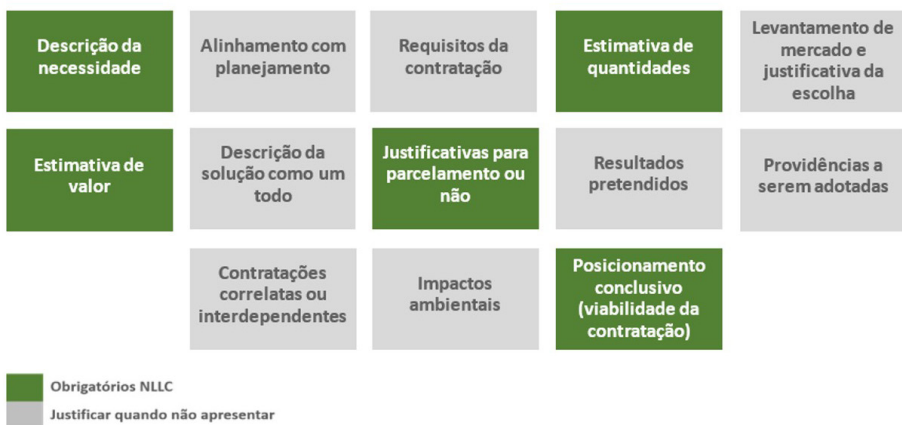 Descrição da
necessidade
Alinhamento com
planejamento
Requisitos da
contratação
Estimativa de
quantidades
Levantamento de
mercado e
justificativa da
escolha
Estimativa de
valor
Descrição da
solução como um
todo
Justificativas para
parcelamento ou
não
Resultados
pretendidos
Providências a
serem adotadas
Contratações
correlatas ou
interdependentes
Impactos
ambientais
Posicionamento
conclusivo
(viabilidade da
contratação)
Obrigatórios NLLC
Justificar quando não apresentar